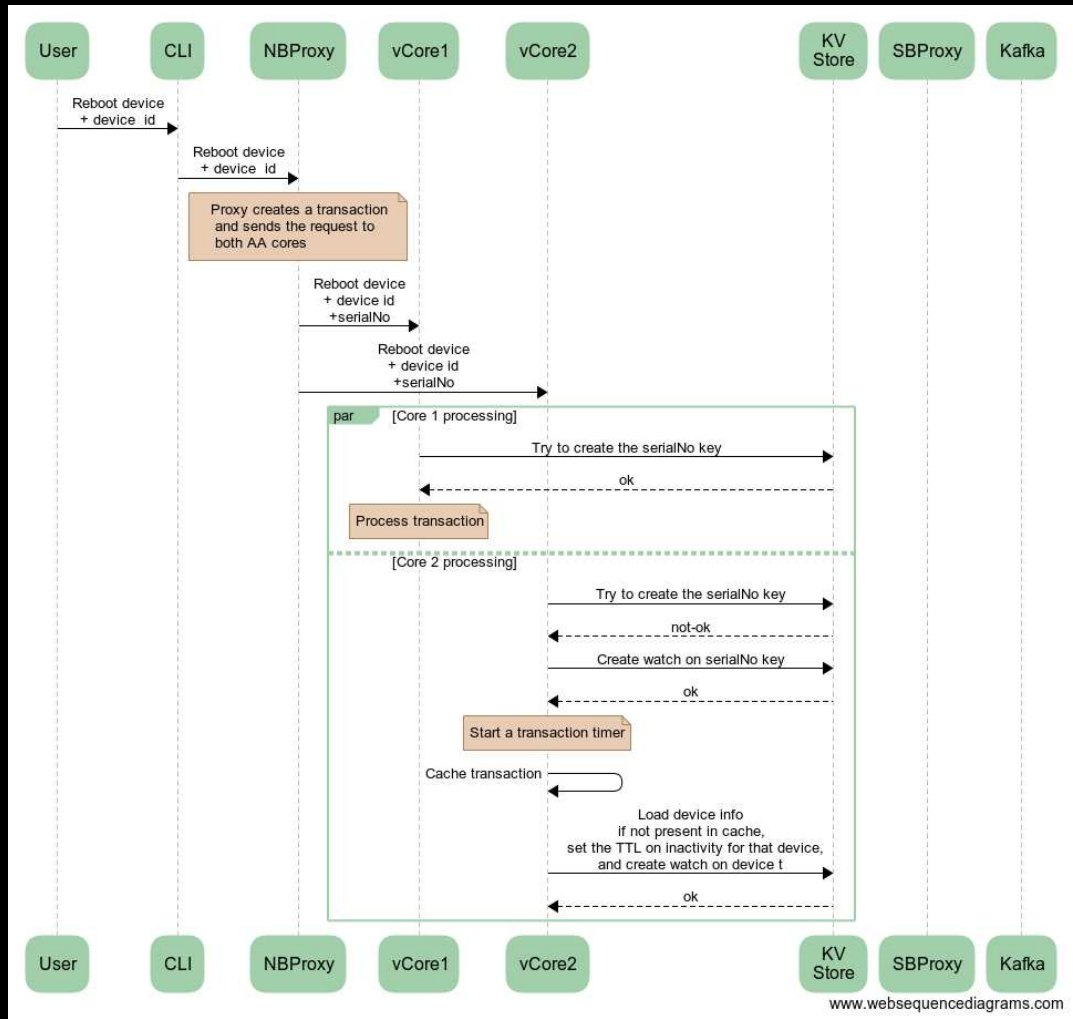 User
CLI
NBProxy
vCore1
vCore2
KV
Store
SBProxy
Kafka
Reboot device
+ device id
Reboot device
+ device id
Proxy creates a transaction
and sends the request to
both AA cores
Reboot device
+ device id
+serialNo
Reboot device
+ device id
+serialNo
par
[Core 1 processing]
Try to create the serialNo key
ok
Process transaction
[Core 2 processing]
Try to create the serialNo key
not-ok
Create watch on serialNo key
ok
Start a transaction timer
Cache transaction
Load device info
if not present in cache,
set the TTL on inactivity for that device,
and create watch on device t
ok
User
CLI
NBProxy
vCore1
vCore2
KV
Store
SBProxy
Kafka
www.websequencediagrams.com